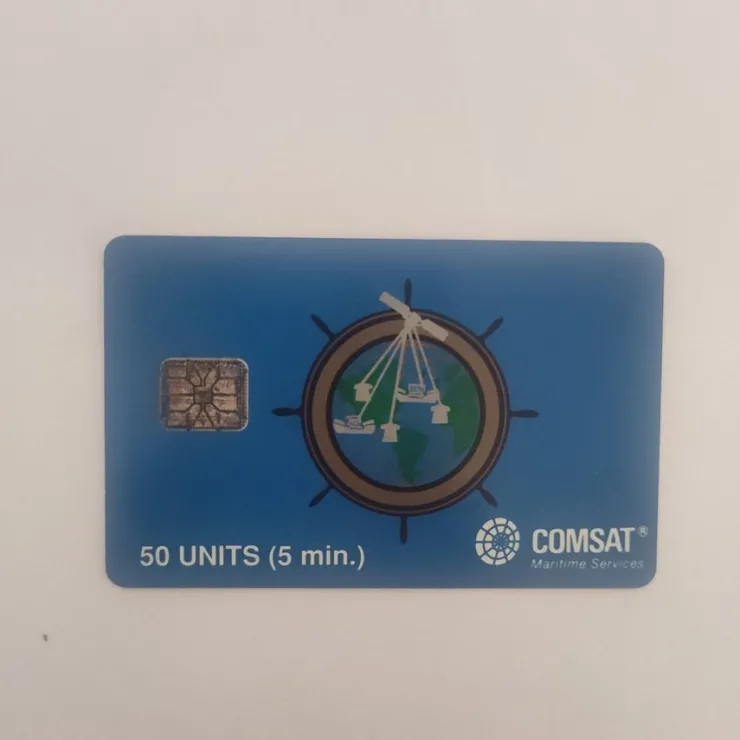 50 UNITS (5 min.)
COMSAT®
Maritime Services